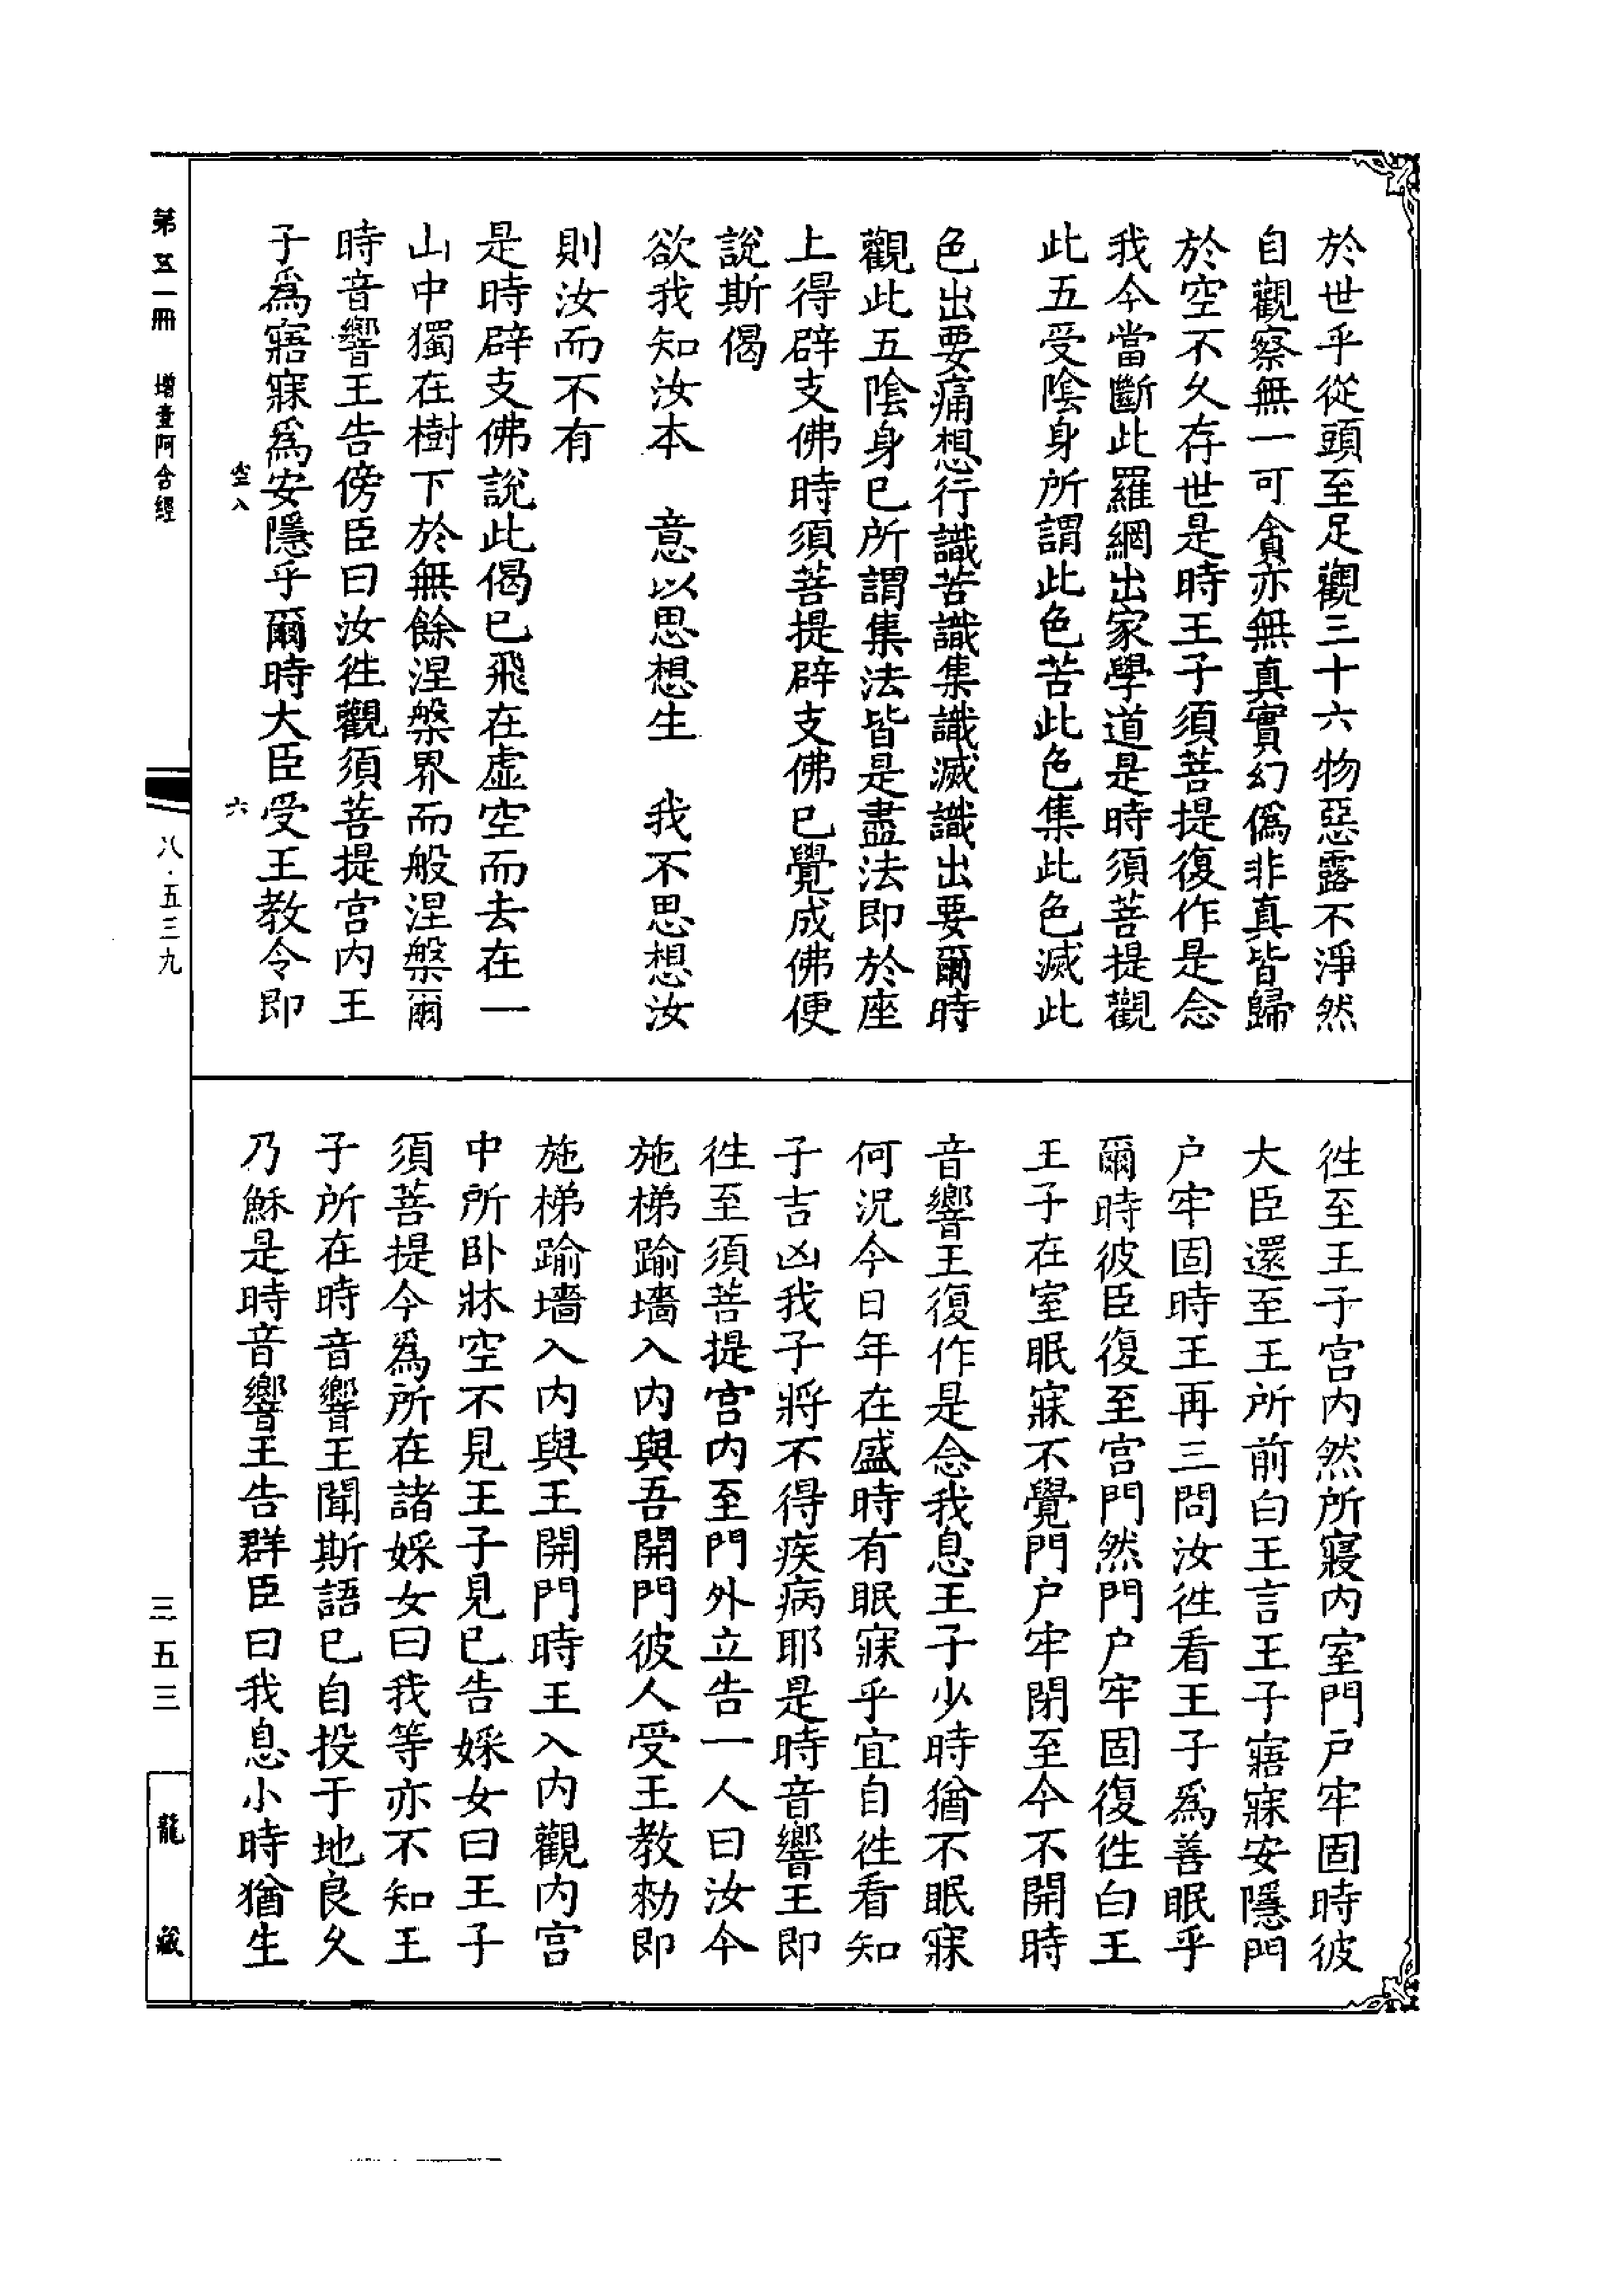 於世乎從頭至足觀三十六物惡露不淨然
自觀察無一可貪亦無真實幻偽非真皆歸
於空不久存世是時王子須菩提復作是念
我今當斷此羅網出家學道是時須菩提觀
此五受陰身所謂此色苦此色集此色滅此
色出要痛想行識苦識集識滅識出要爾時
觀此五陰身已所謂集法皆是盡法即於座
上得辟支佛時須菩提辟支佛已覺成佛便
說斯偈
欲我知汝本　意以思想生　我不思想汝
則汝而不有
是時辟支佛說此偈已飛在虛空而去在一
山中獨在樹下於無餘涅槃界而般涅槃爾
時音響王告傍臣曰汝徃觀須菩提宮内王
子爲寤寐爲安隱乎爾時大臣受王教令即
空八　六
徃至王子宮内然所寢内室門戶牢固時彼
大臣還至王所前白王言王子寤寐安隱門
戶牢固時王再三問汝徃看王子爲善眠乎
爾時彼臣復至宮門然門戶牢固復徃白王
王子在室眠寐不覺門戶牢閉至今不開時
音響王復作是念我息王子少時猶不眠寐
何況今日年在盛時有眠寐乎宜自徃看知
子吉凶我子將不得疾病耶是時音響王即
徃至須菩提宮内至門外立告一人曰汝今
施梯踰墻入内與吾開門彼人受王教勑即
施梯踰墻入内與王開門時王入内觀内宮
中所卧牀空不見王子見已告婇女曰王子
須菩提今爲所在諸婇女曰我等亦不知王
子所在時音響王聞斯語已自投于地良久
乃穌是時音響王告群臣曰我息小時猶生
第五一冊　增壹阿含經
八·五三九
三五三
龍藏